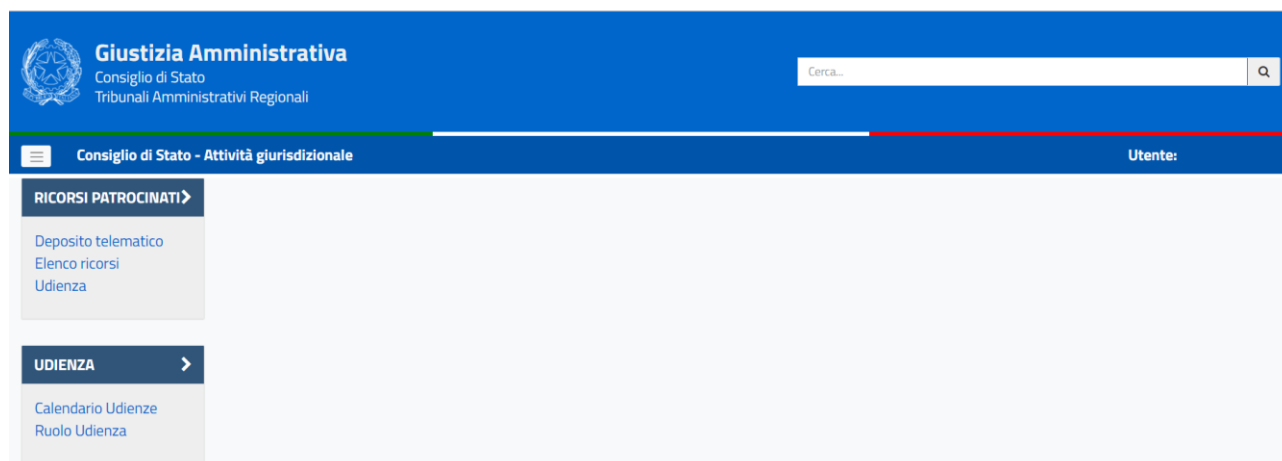 Giustizia Amministrativa
Consiglio di Stato
Tribunali Amministrativi Regionali
Cerca...
Consiglio di Stato - Attività giurisdizionale
Utente:
RICORSI PATROCINATI
Deposito telematico
Elenco ricorsi
Udienza
UDIENZA
Calendario Udienze
Ruolo Udienza